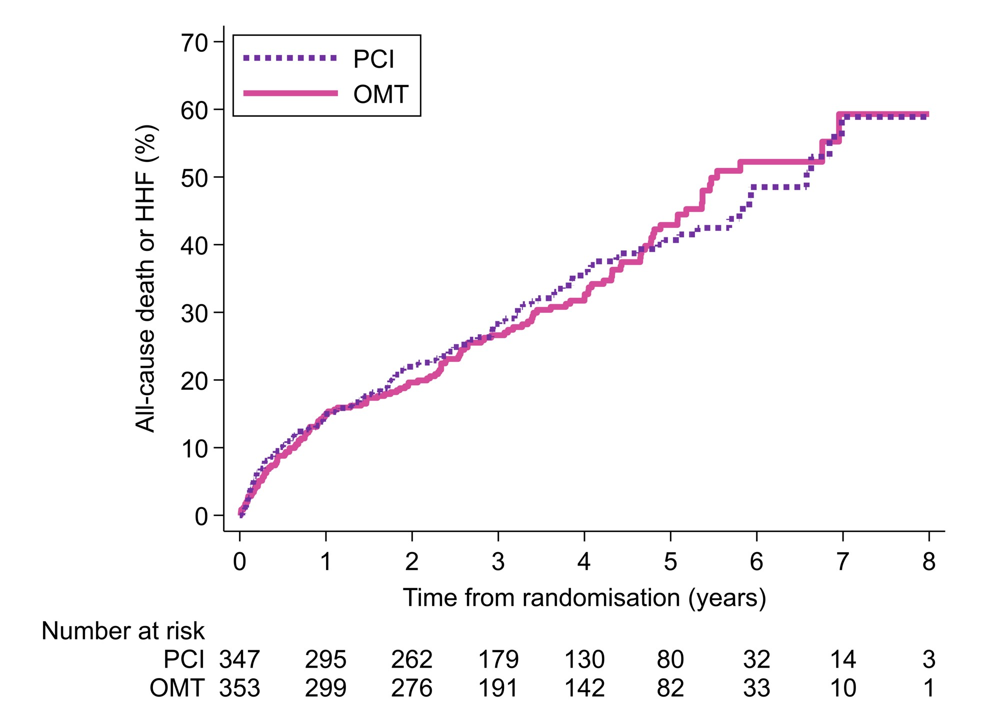 70
60
50
40
30
20
10
0
All-cause death or HHF (%)
PCI
OMT
0 1 2 3 4 5 6 7 8
Time from randomisation (years)
Number at risk
PCI 347 295 262 179 130 80 32 14 3
OMT 353 299 276 191 142 82 33 10 1